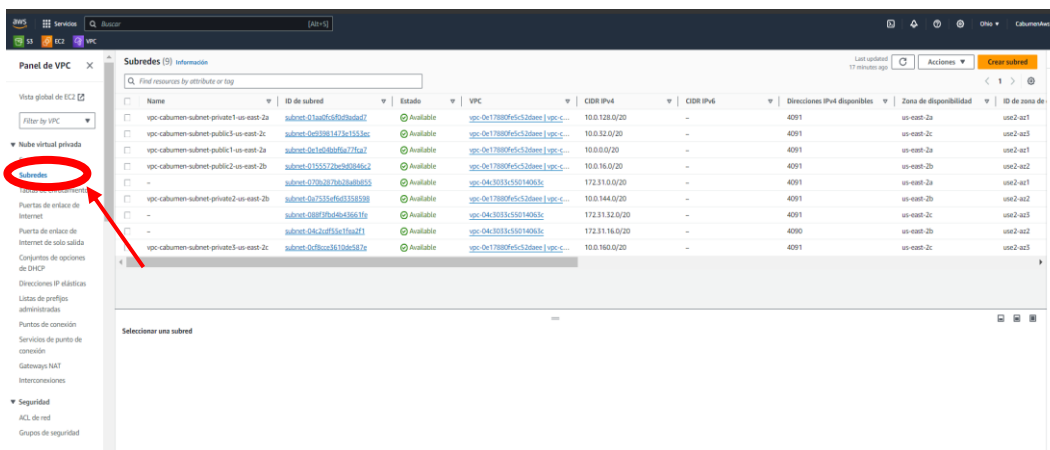 aws Servicios Buscar [Alt+S] Ohio ▼ CabumenAws
S3 EC2 VPC
Panel de VPC ×
Vista global de EC2
Filter by VPC ▼
▼ Nube virtual privada
Subredes
Puertas de enlace de
Internet
Puerta de enlace de
Internet de solo salida
Conjuntos de opciones
de DHCP
Direcciones IP elásticas
Listas de prefijos
administradas
Puntos de conexión
Servicios de punto de
conexión
Gateways NAT
Interconexiones
▼ Seguridad
ACL de red
Grupos de seguridad
Subredes (9) Información
Last updated
17 minutes ago
Acciones ▼ Crear subred
Find resources by attribute or tag
< 1 >
Name ID de subred Estado VPC CIDR IPv4 CIDR IPv6 Direcciones IPv4 disponibles Zona de disponibilidad ID de zona de
vpc-cabumen-subnet-private1-us-east-2a subnet-01aa0fc6f0d9adad7 Available vpc-0e17880fe5c52daee | vpc-c... 10.0.128.0/20 – 4091 us-east-2a use2-az1
vpc-cabumen-subnet-public3-us-east-2c subnet-0e93981473e1553ec Available vpc-0e17880fe5c52daee | vpc-c... 10.0.32.0/20 – 4091 us-east-2c use2-az3
vpc-cabumen-subnet-public1-us-east-2a subnet-0e1e04bbf6a77fca7 Available vpc-0e17880fe5c52daee | vpc-c... 10.0.0.0/20 – 4091 us-east-2a use2-az1
vpc-cabumen-subnet-public2-us-east-2b subnet-0155572be9d0846c2 Available vpc-0e17880fe5c52daee | vpc-c... 10.0.16.0/20 – 4091 us-east-2b use2-az2
– subnet-070b287bb28a8b855 Available vpc-04c3033c55014063c 172.31.0.0/20 – 4091 us-east-2a use2-az1
vpc-cabumen-subnet-private2-us-east-2b subnet-0a7535ef6d3358598 Available vpc-0e17880fe5c52daee | vpc-c... 10.0.144.0/20 – 4091 us-east-2b use2-az2
– subnet-088f3fbd4b43661fe Available vpc-04c3033c55014063c 172.31.32.0/20 – 4091 us-east-2c use2-az3
– subnet-04c2cdf55e1fea2f1 Available vpc-04c3033c55014063c 172.31.16.0/20 – 4090 us-east-2b use2-az2
vpc-cabumen-subnet-private3-us-east-2c subnet-0cf8cce3610de587e Available vpc-0e17880fe5c52daee | vpc-c... 10.0.160.0/20 – 4091 us-east-2c use2-az3
Seleccionar una subred